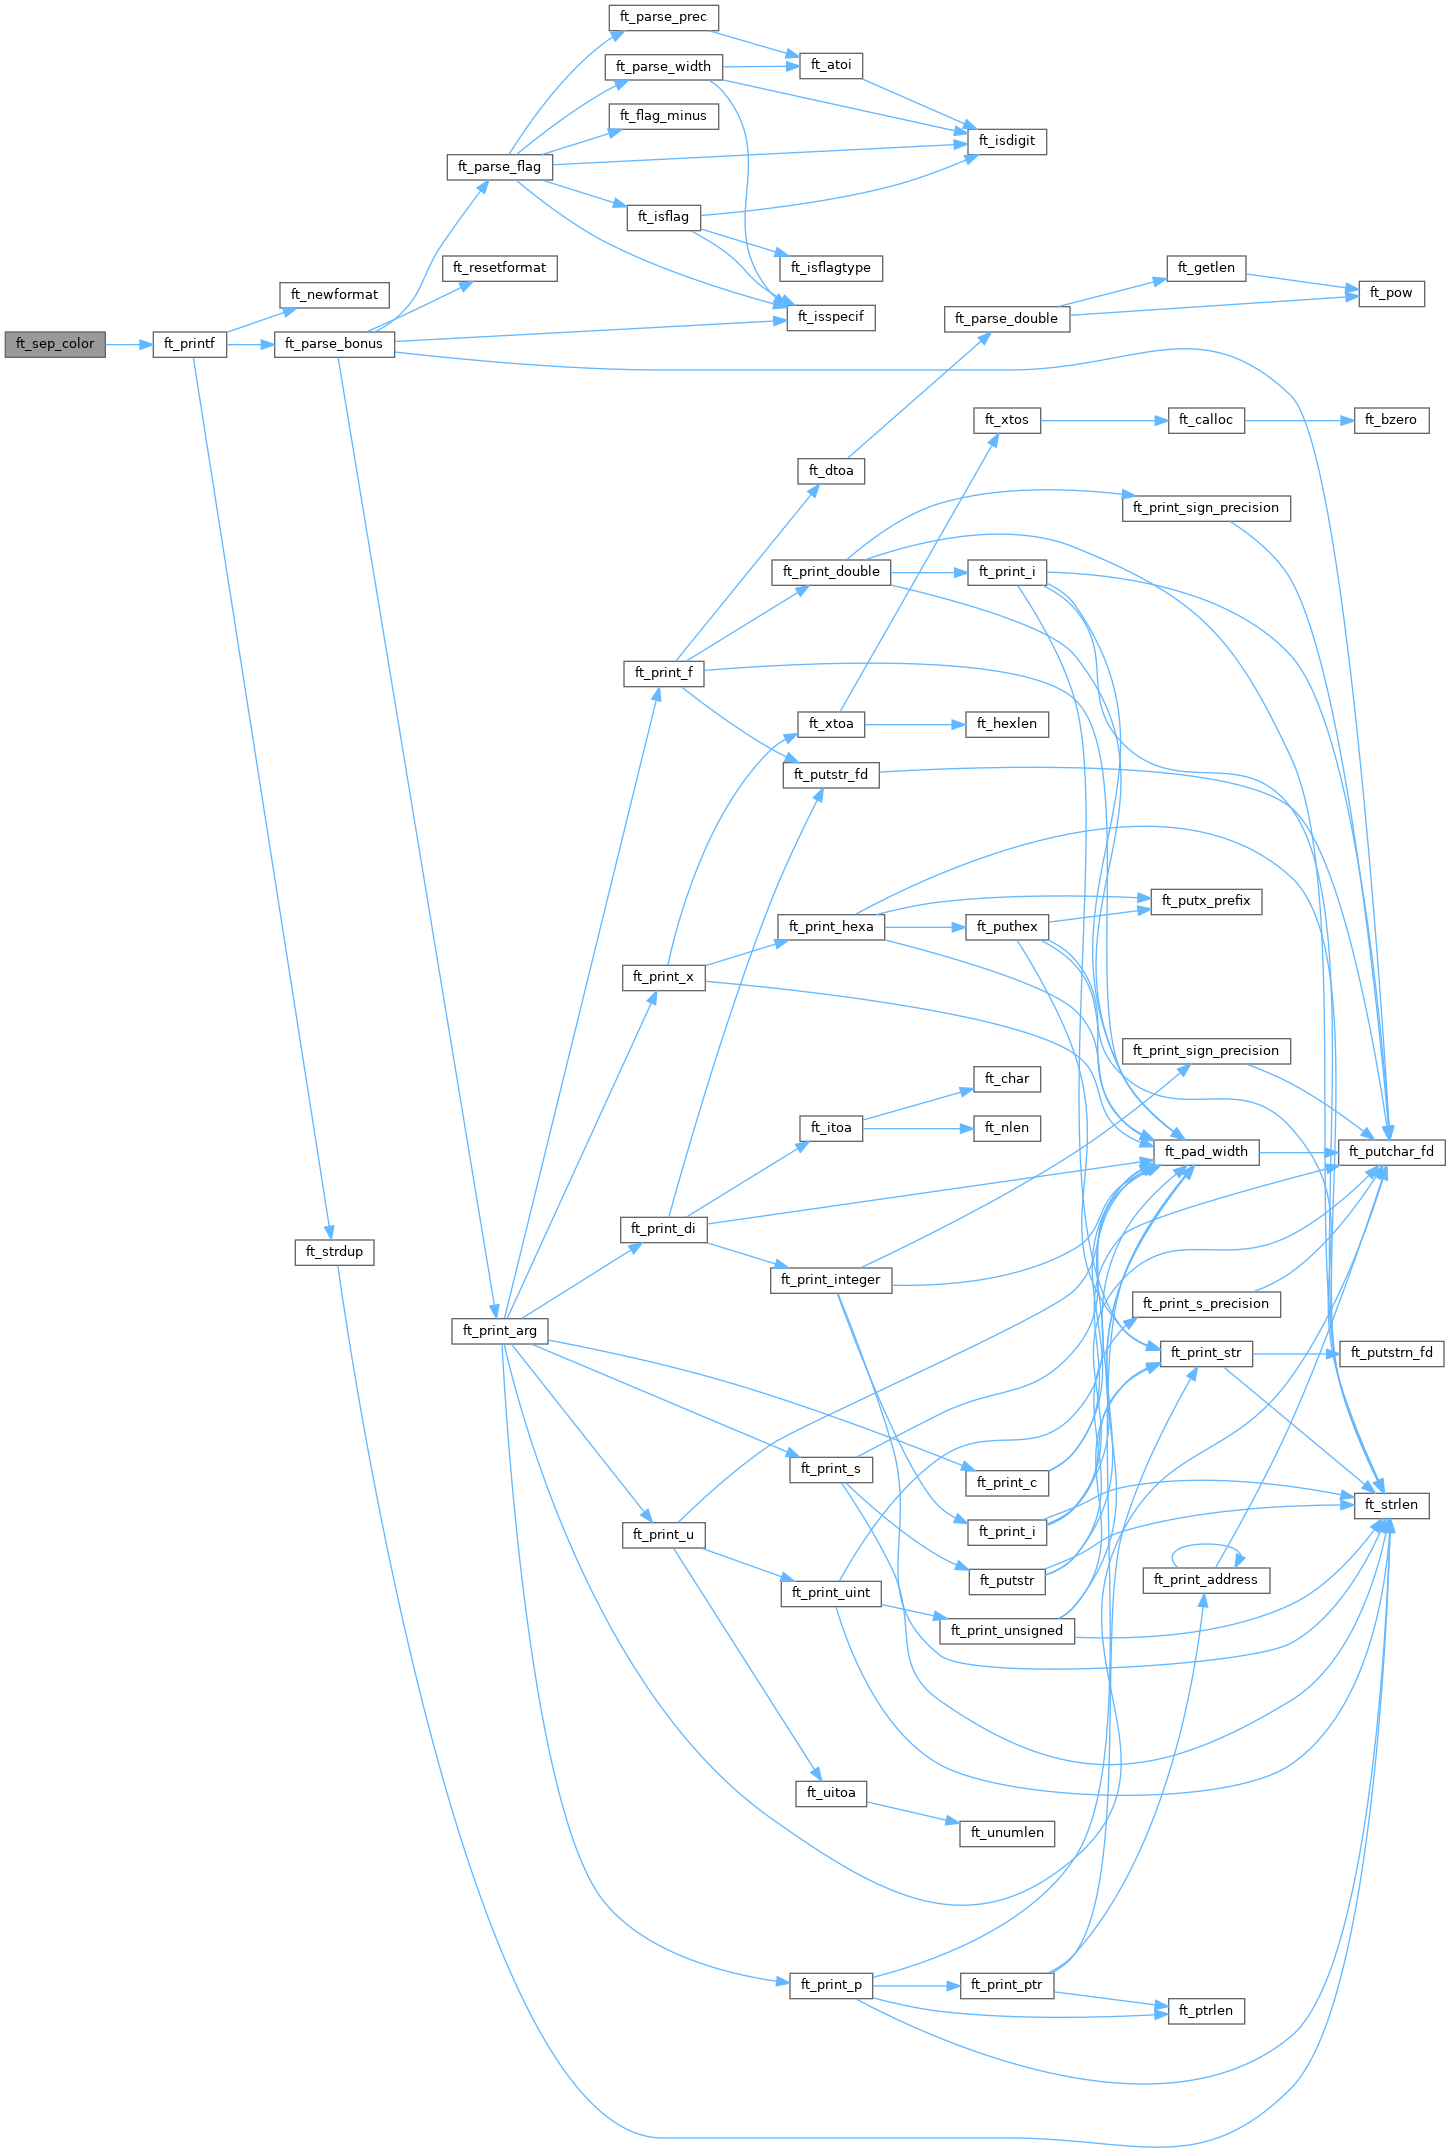 ft_parse_prec
ft_parse_width
ft_atoi
ft_flag_minus
ft_isdigit
ft_parse_flag
ft_isflag
ft_resetformat
ft_isflagtype
ft_getlen
ft_newformat
ft_pow
ft_isspecif
ft_parse_double
ft_sep_color
ft_printf
ft_parse_bonus
ft_xtos
ft_calloc
ft_bzero
ft_dtoa
ft_print_sign_precision
ft_print_double
ft_print_i
ft_print_f
ft_xtoa
ft_hexlen
ft_putstr_fd
ft_putx_prefix
ft_print_hexa
ft_puthex
ft_print_x
ft_print_sign_precision
ft_char
ft_itoa
ft_nlen
ft_pad_width
ft_putchar_fd
ft_print_di
ft_strdup
ft_print_integer
ft_print_s_precision
ft_print_arg
ft_print_str
ft_putstrn_fd
ft_print_s
ft_print_c
ft_strlen
ft_print_u
ft_print_i
ft_putstr
ft_print_address
ft_print_uint
ft_print_unsigned
ft_uitoa
ft_unumlen
ft_print_p
ft_print_ptr
ft_ptrlen